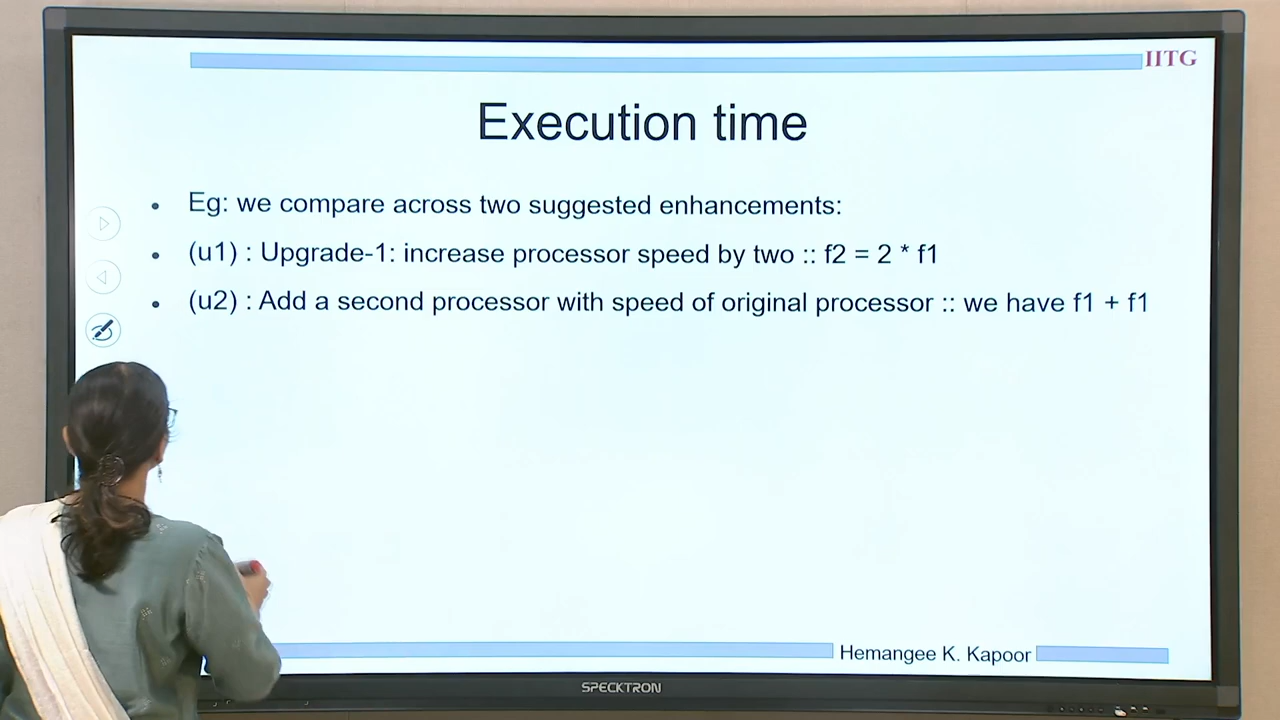 IITG
Execution time
• Eg: we compare across two suggested enhancements:
• (u1) : Upgrade-1: increase processor speed by two :: f2 = 2 * f1
• (u2) : Add a second processor with speed of original processor :: we have f1 + f1
Hemangee K. Kapoor
SPECKTRON